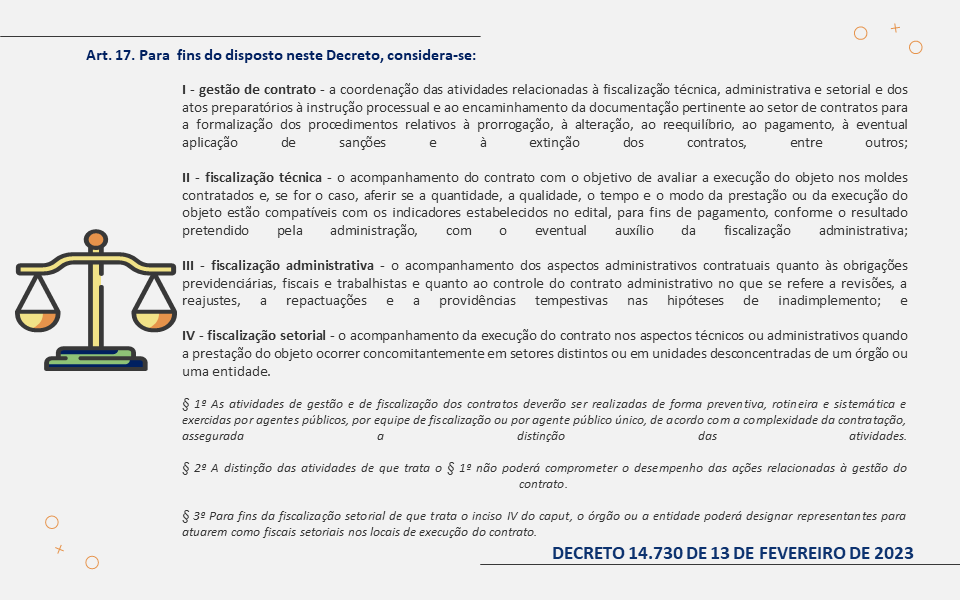 Art. 17. Para fins do disposto neste Decreto, considera-se:
I - gestão de contrato - a coordenação das atividades relacionadas à fiscalização técnica, administrativa e setorial e dos
atos preparatórios à instrução processual e ao encaminhamento da documentação pertinente ao setor de contratos para
a formalização dos procedimentos relativos à prorrogação, à alteração, ao reequilíbrio, ao pagamento, à eventual
aplicação de sanções e à extinção dos contratos, entre outros;
II - fiscalização técnica - o acompanhamento do contrato com o objetivo de avaliar a execução do objeto nos moldes
contratados e, se for o caso, aferir se a quantidade, a qualidade, o tempo e o modo da prestação ou da execução do
objeto estão compatíveis com os indicadores estabelecidos no edital, para fins de pagamento, conforme o resultado
pretendido pela administração, com o eventual auxílio da fiscalização administrativa;
III - fiscalização administrativa - o acompanhamento dos aspectos administrativos contratuais quanto às obrigações
previdenciárias, fiscais e trabalhistas e quanto ao controle do contrato administrativo no que se refere a revisões, a
reajustes, a repactuações e a providências tempestivas nas hipóteses de inadimplemento; e
IV - fiscalização setorial - o acompanhamento da execução do contrato nos aspectos técnicos ou administrativos quando
a prestação do objeto ocorrer concomitantemente em setores distintos ou em unidades desconcentradas de um órgão ou
uma entidade.
§ 1º As atividades de gestão e de fiscalização dos contratos deverão ser realizadas de forma preventiva, rotineira e sistemática e
exercidas por agentes públicos, por equipe de fiscalização ou por agente público único, de acordo com a complexidade da contratação,
assegurada a distinção das atividades.
§ 2º A distinção das atividades de que trata o § 1º não poderá comprometer o desempenho das ações relacionadas à gestão do
contrato.
§ 3º Para fins da fiscalização setorial de que trata o inciso IV do caput, o órgão ou a entidade poderá designar representantes para
atuarem como fiscais setoriais nos locais de execução do contrato.
DECRETO 14.730 DE 13 DE FEVEREIRO DE 2023